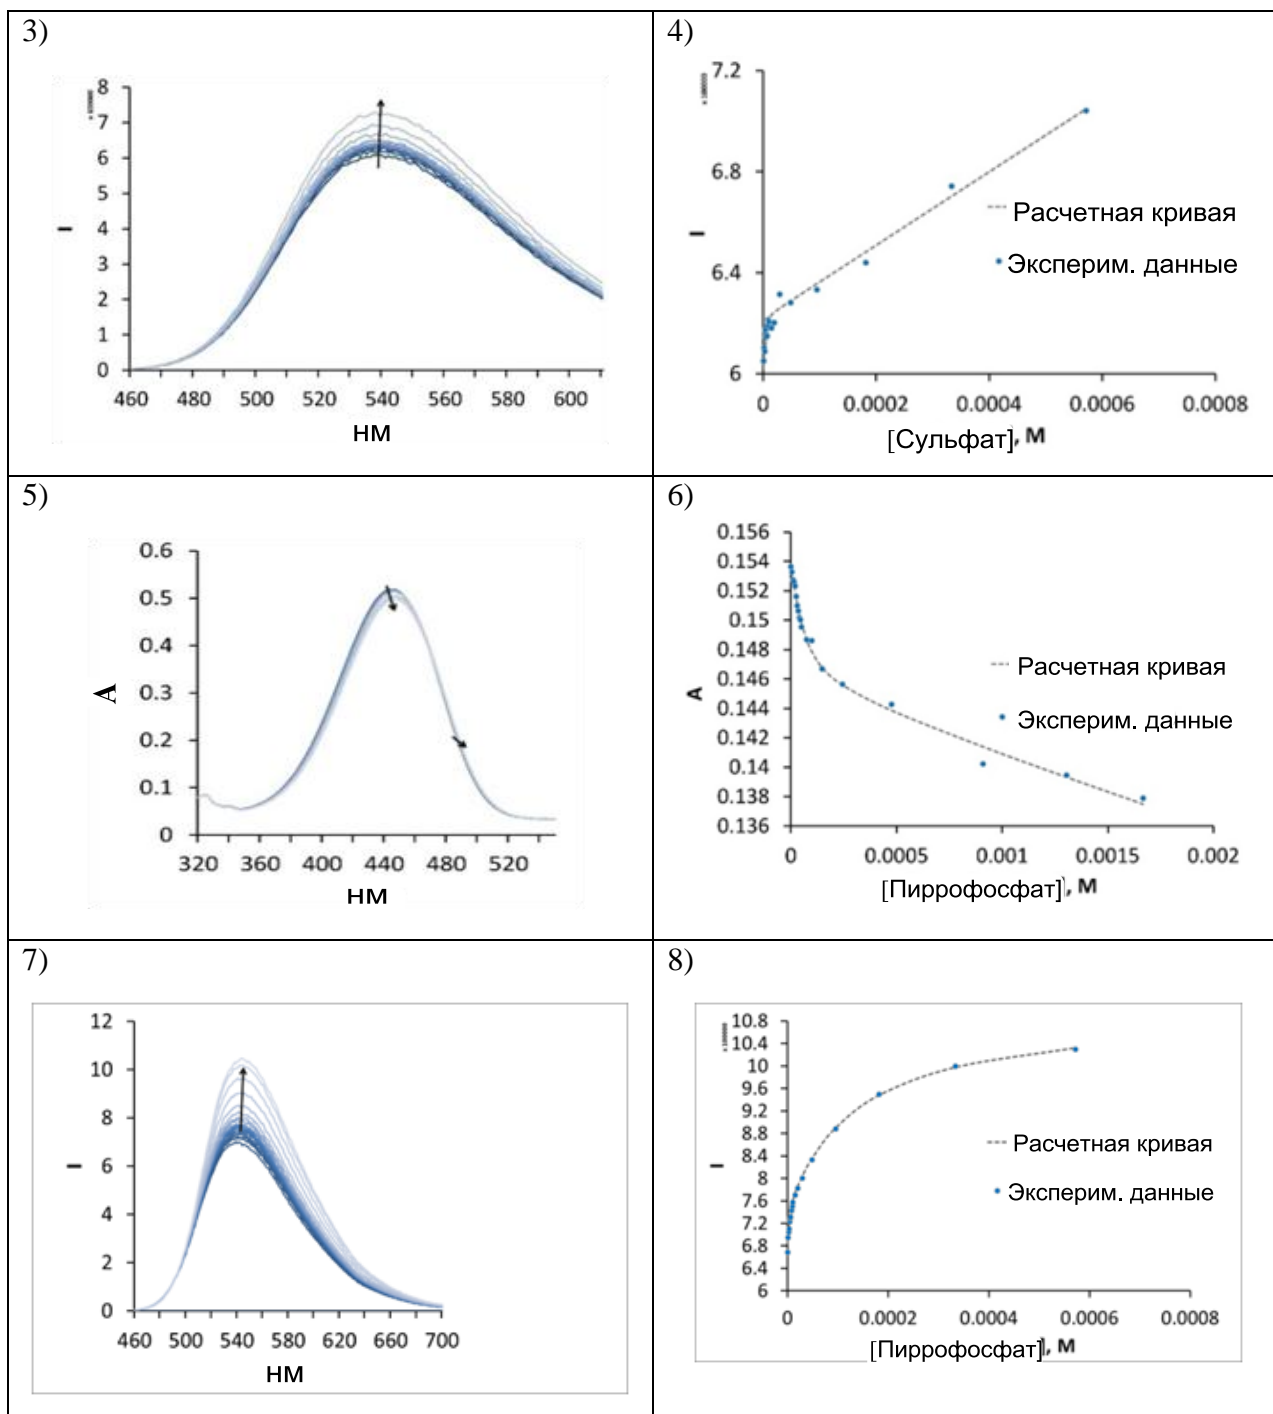 3)
8
7
6
5
4
3
2
1
0
I
460 480 500 520 540 560 580 600
нм
4)
7.2
6.8
6.4
6
I
Расчетная кривая
Эксперим. данные
0 0.0002 0.0004 0.0006 0.0008
[Сульфат], М
5)
0.6
0.5
0.4
0.3
0.2
0.1
0
A
320 360 400 440 480 520
нм
6)
0.156
0.154
0.152
0.15
0.148
0.146
0.144
0.142
0.14
0.138
0.136
A
Расчетная кривая
Эксперим. данные
0 0.0005 0.001 0.0015 0.002
[Пиррофосфат], М
7)
12
10
8
6
4
2
0
I
460 500 540 580 620 660 700
нм
8)
10.8
10.4
10
9.6
9.2
8.8
8.4
8
7.6
7.2
6.8
6.4
6
I
Расчетная кривая
Эксперим. данные
0 0.0002 0.0004 0.0006 0.0008
[Пиррофосфат], М